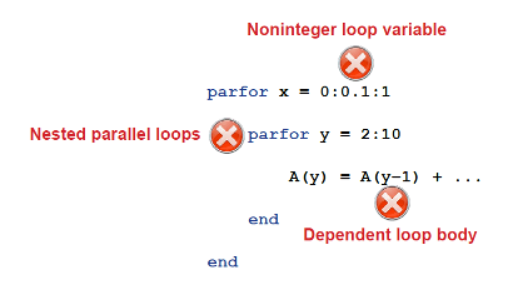 Noninteger loop variable
parfor x = 0:0.1:1
Nested parallel loops
parfor y = 2:10
A(y) = A(y-1) + ...
end
Dependent loop body
end